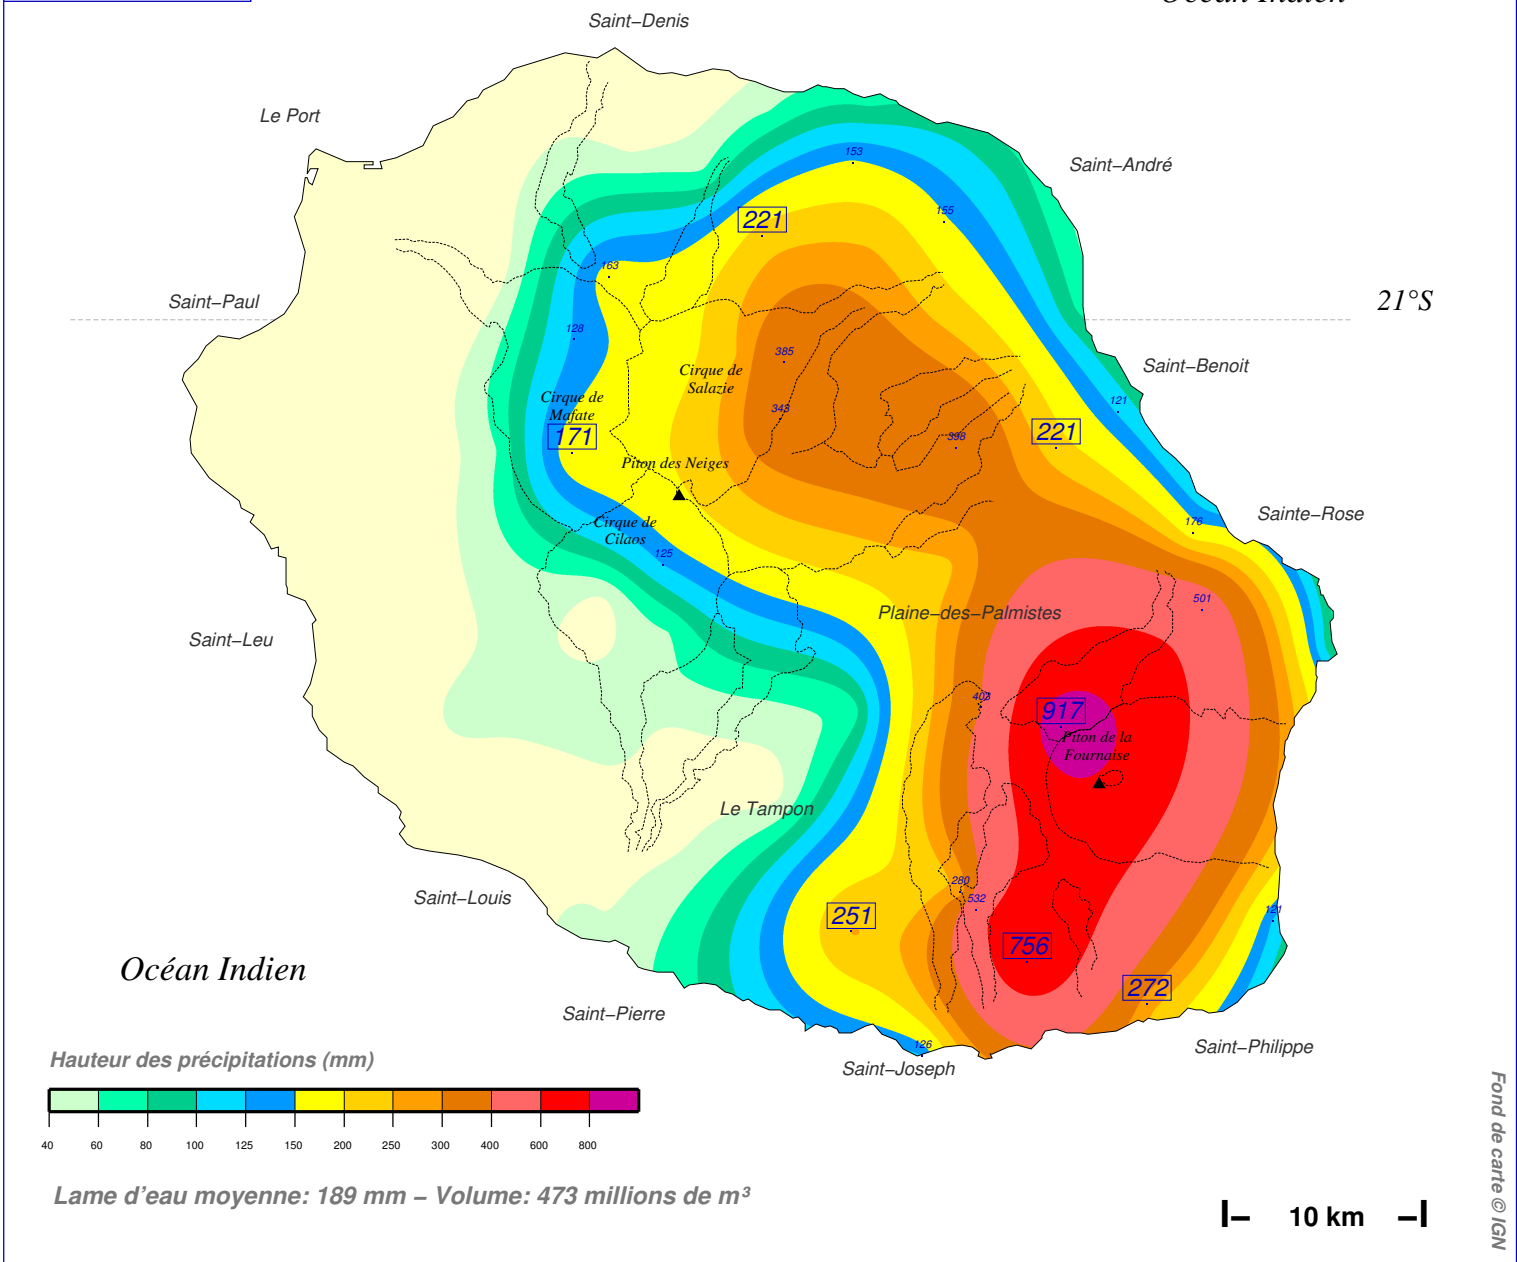 Saint–Denis
Le Port
Saint–André
153
155
221
163
Saint–Paul
21°S
128
385
Saint–Benoit
Cirque de
Salazie
Cirque de
Mafate
343
121
171
398
221
Piton des Neiges
Cirque de
Cilaos
176
Sainte–Rose
125
501
Plaine–des–Palmistes
Saint–Leu
403
917
Piton de la
Fournaise
Le Tampon
280
532
Saint–Louis
251
121
756
Océan Indien
272
Saint–Pierre
126
Saint–Joseph
Saint–Philippe
Hauteur des précipitations (mm)
40 60 80 100 125 150 200 250 300 400 600 800
Lame d'eau moyenne: 189 mm – Volume: 473 millions de m³
10 km
Fond de carte © IGN